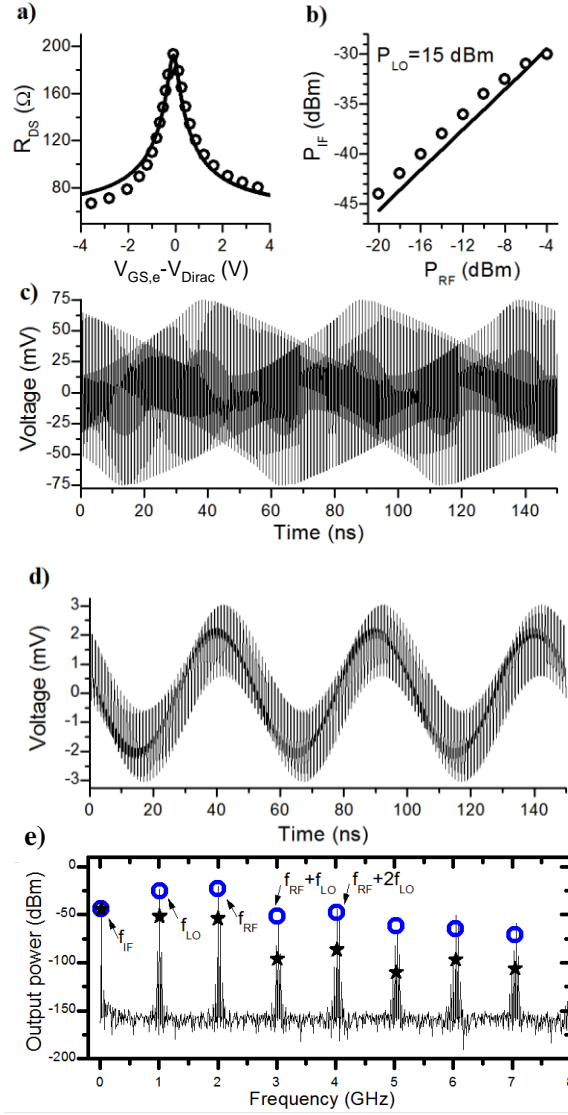 a)
R_DS (Ω)
200
160
120
80
-4 -2 0 2 4
V_GS,e-V_Dirac (V)
b)
P_LO=15 dBm
P_IF (dBm)
-30
-35
-40
-45
-20 -16 -12 -8 -4
P_RF (dBm)
c)
Voltage (mV)
75
50
25
0
-25
-50
-75
0 20 40 60 80 100 120 140
Time (ns)
d)
Voltage (mV)
3
2
1
0
-1
-2
-3
0 20 40 60 80 100 120 140
Time (ns)
e)
Output power (dBm)
0
-50
-100
-150
-200
f_IF
f_LO
f_RF
f_RF+f_LO
f_RF+2f_LO
0 1 2 3 4 5 6 7 8
Frequency (GHz)